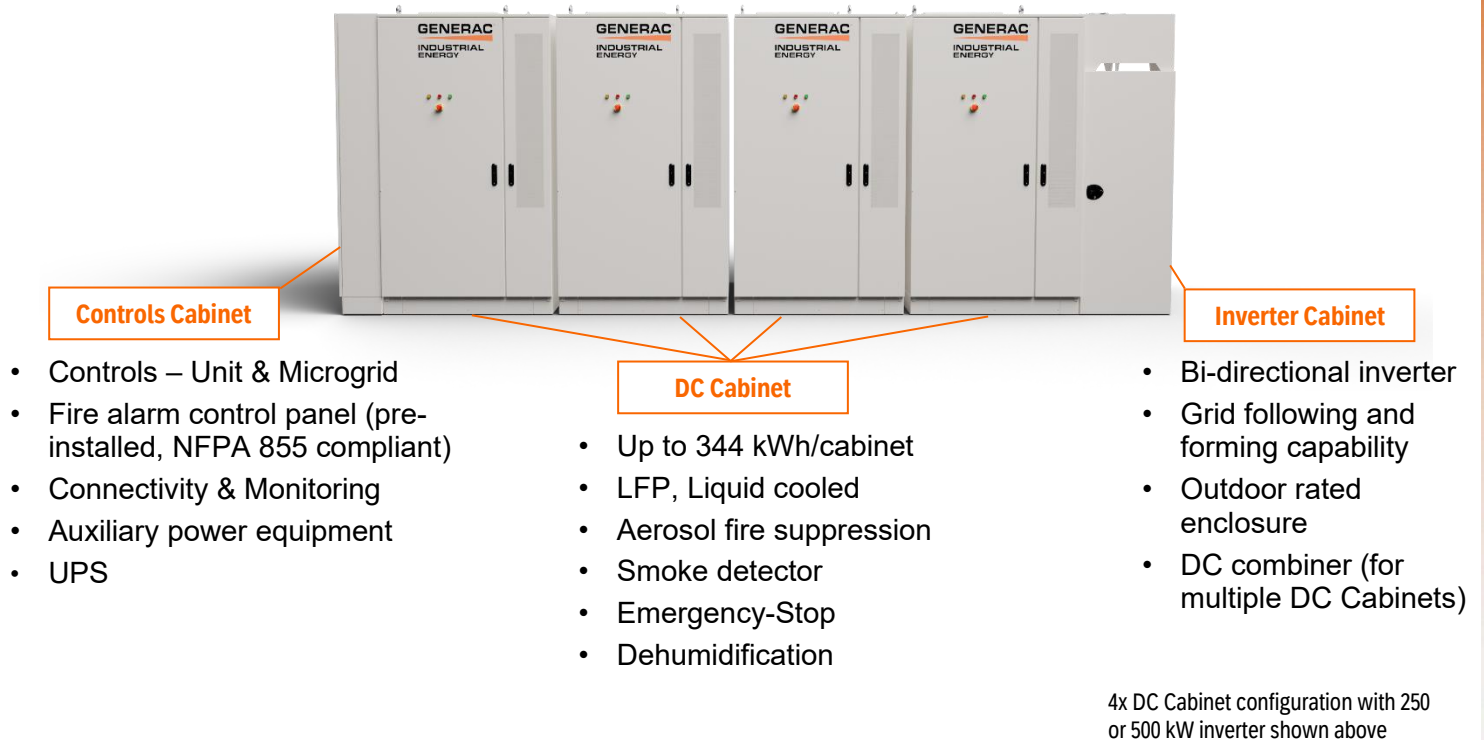 GENERAC
INDUSTRIAL
ENERGY
GENERAC
INDUSTRIAL
ENERGY
GENERAC
INDUSTRIAL
ENERGY
GENERAC
INDUSTRIAL
ENERGY
Controls Cabinet
• Controls – Unit & Microgrid
• Fire alarm control panel (pre-
installed, NFPA 855 compliant)
• Connectivity & Monitoring
• Auxiliary power equipment
• UPS
DC Cabinet
• Up to 344 kWh/cabinet
• LFP, Liquid cooled
• Aerosol fire suppression
• Smoke detector
• Emergency-Stop
• Dehumidification
Inverter Cabinet
• Bi-directional inverter
• Grid following and
forming capability
• Outdoor rated
enclosure
• DC combiner (for
multiple DC Cabinets)
4x DC Cabinet configuration with 250
or 500 kW inverter shown above